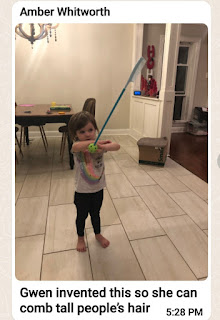 Amber Whitworth
Gwen invented this so she can
comb tall people's hair
5:28 PM